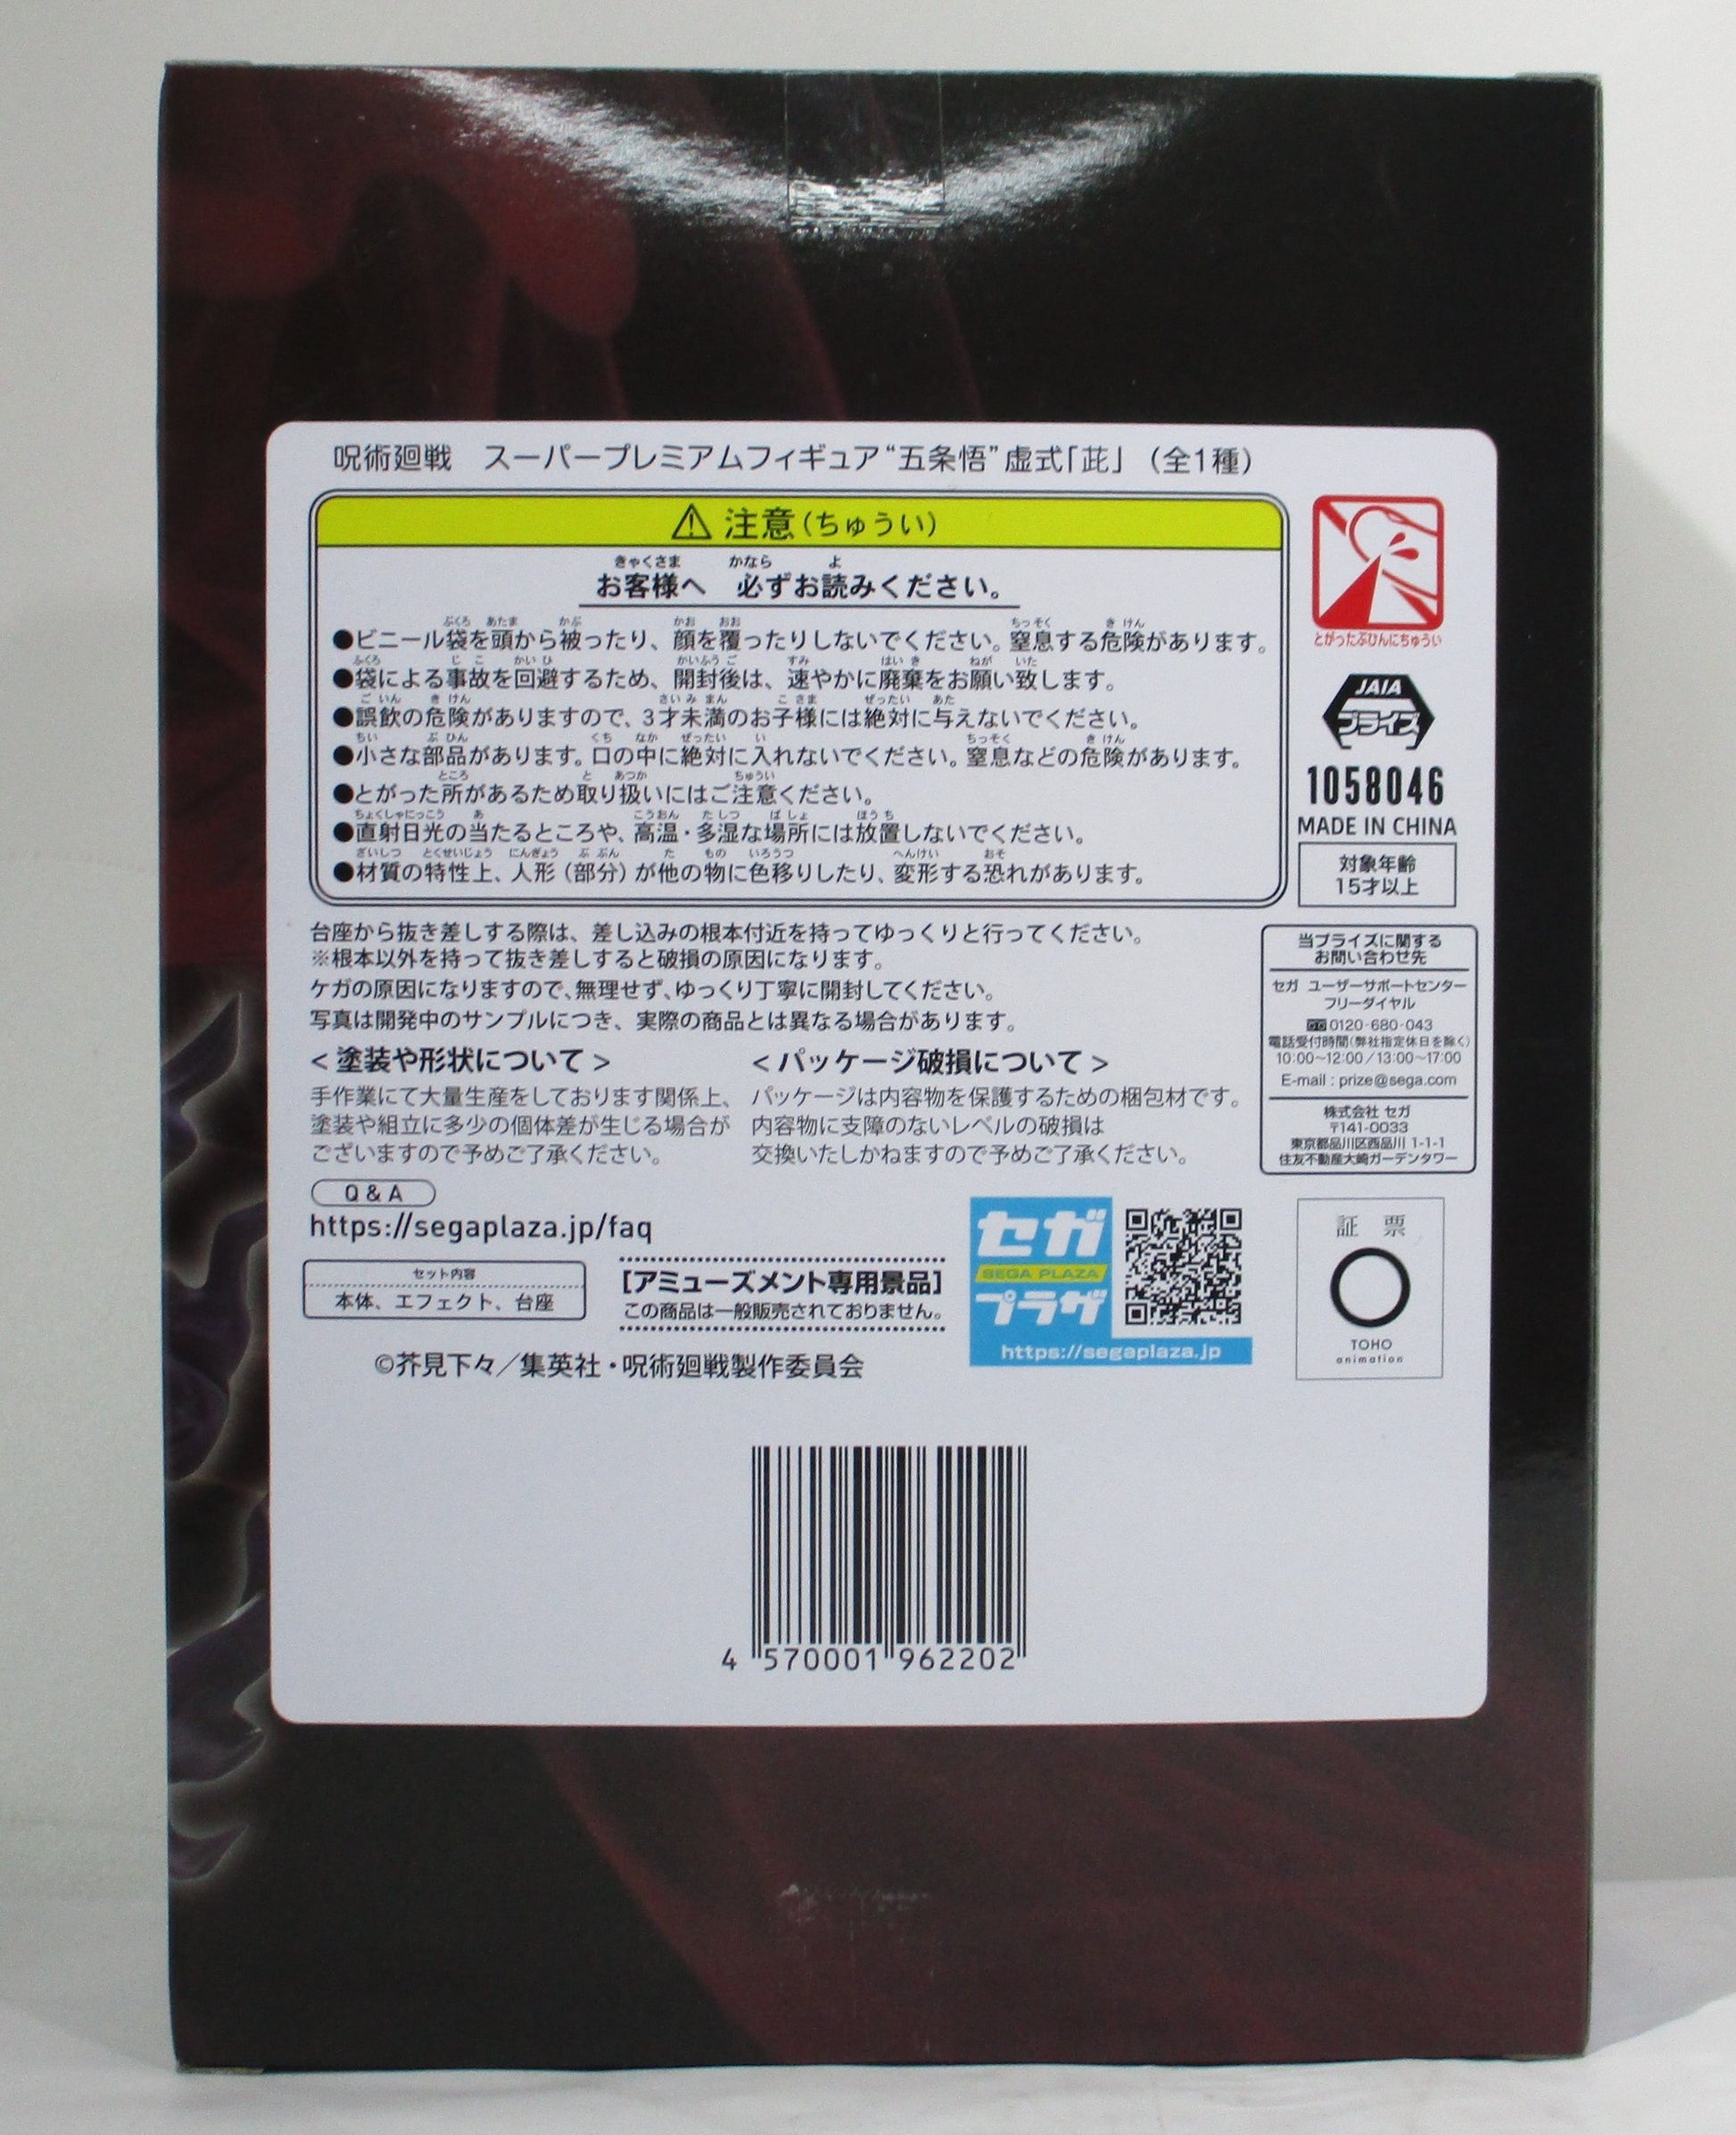 呪術廻戦 スーパープレミアムフィギュア“五条悟”虚式「茈」（全1種）
⚠ 注意（ちゅうい）
お客様へ 必ずお読みください。
●ビニール袋を頭から被ったり、顔を覆ったりしないでください。窒息する危険があります。
●袋による事故を回避するため、開封後は、速やかに廃棄をお願い致します。
●誤飲の危険がありますので、3才未満のお子様には絶対に与えないでください。
●小さな部品があります。口の中に絶対に入れないでください。窒息などの危険があります。
●とがった所があるため取り扱いにはご注意ください。
●直射日光の当たるところや、高温・多湿な場所には放置しないでください。
●材質の特性上、人形（部分）が他の物に色移りしたり、変形する恐れがあります。
とがったぶひんにちゅうい
JAIA
プライズ
1058046
MADE IN CHINA
対象年齢
15才以上
台座から抜き差しする際は、差し込みの根本付近を持ってゆっくりと行ってください。
※根本以外を持って抜き差しすると破損の原因になります。
ケガの原因になりますので、無理せず、ゆっくり丁寧に開封してください。
写真は開発中のサンプルにつき、実際の商品とは異なる場合があります。
＜塗装や形状について＞
手作業にて大量生産をしております関係上、
塗装や組立に多少の個体差が生じる場合が
ございますので予めご了承ください。
＜パッケージ破損について＞
パッケージは内容物を保護するための梱包材です。
内容物に支障のないレベルの破損は
交換いたしかねますので予めご了承ください。
当プライズに関する
お問い合わせ先
セガ ユーザーサポートセンター
フリーダイヤル
0120-680-043
電話受付時間（弊社指定休日を除く）
10:00~12:00/13:00~17:00
E-mail : prize@sega.com
株式会社 セガ
〒141-0033
東京都品川区西品川 1-1-1
住友不動産大崎ガーデンタワー
Q & A
https://segaplaza.jp/faq
セット内容
本体、エフェクト、台座
［アミューズメント専用景品］
この商品は一般販売されておりません。
セガ
SEGA PLAZA
プラザ
https://segaplaza.jp
証 票
TOHO
animation
©芥見下々／集英社・呪術廻戦製作委員会
4 570001 962202